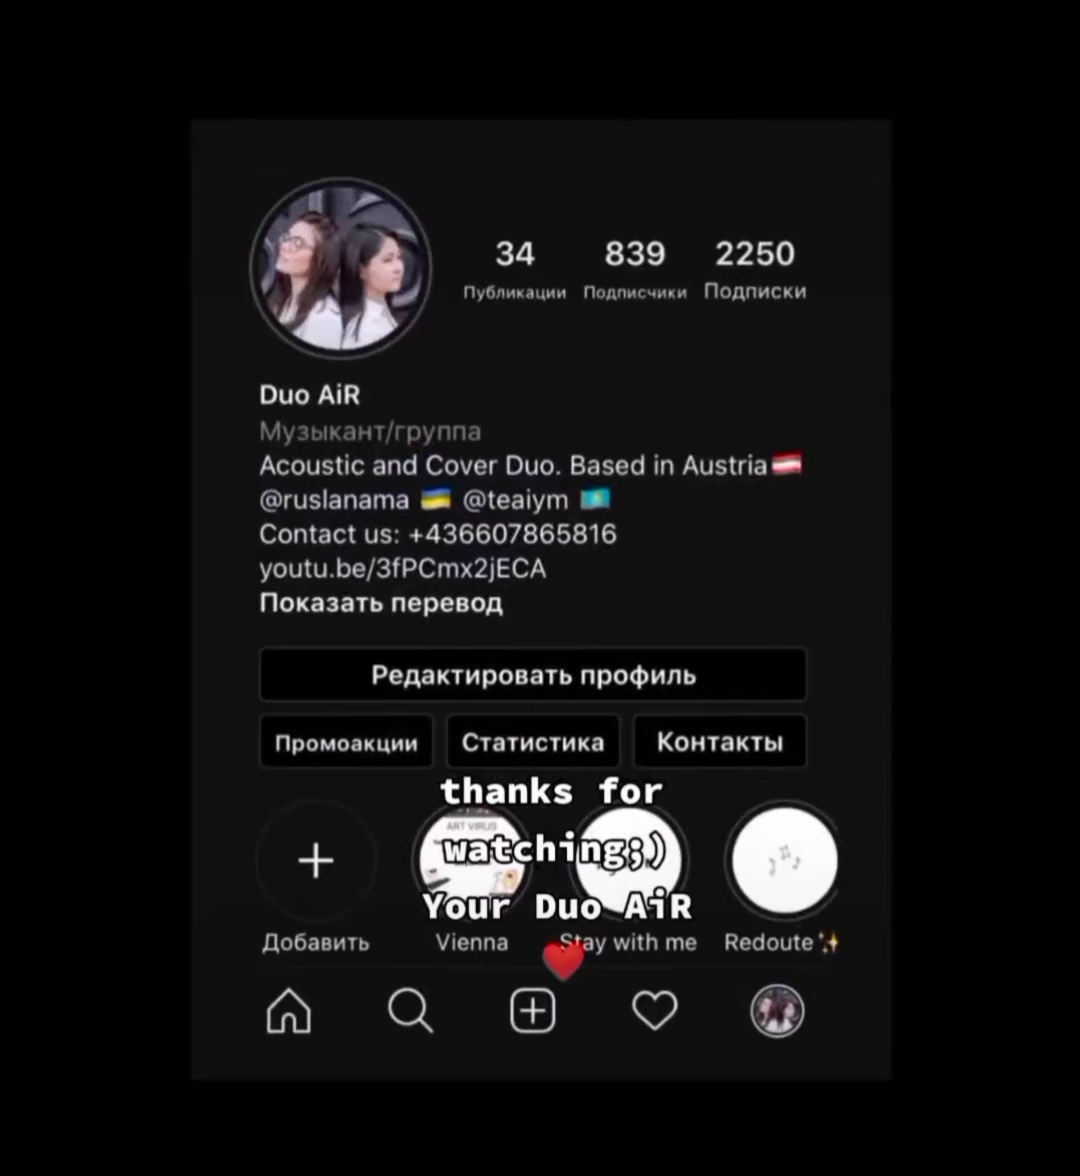 34 839 2250
Публикации Подписчики Подписки
Duo AiR
Музыкант/группа
Acoustic and Cover Duo. Based in Austria🇦🇹
@ruslanama 🇺🇦 @teaiym 🇰🇿
Contact us: +436607865816
youtu.be/3fPCmx2jECA
Показать перевод
Редактировать профиль
Промоакции Статистика Контакты
thanks for
ART VIRUS
watching;)
Your Duo AiR
❤️
Добавить Vienna Stay with me Redoute✨